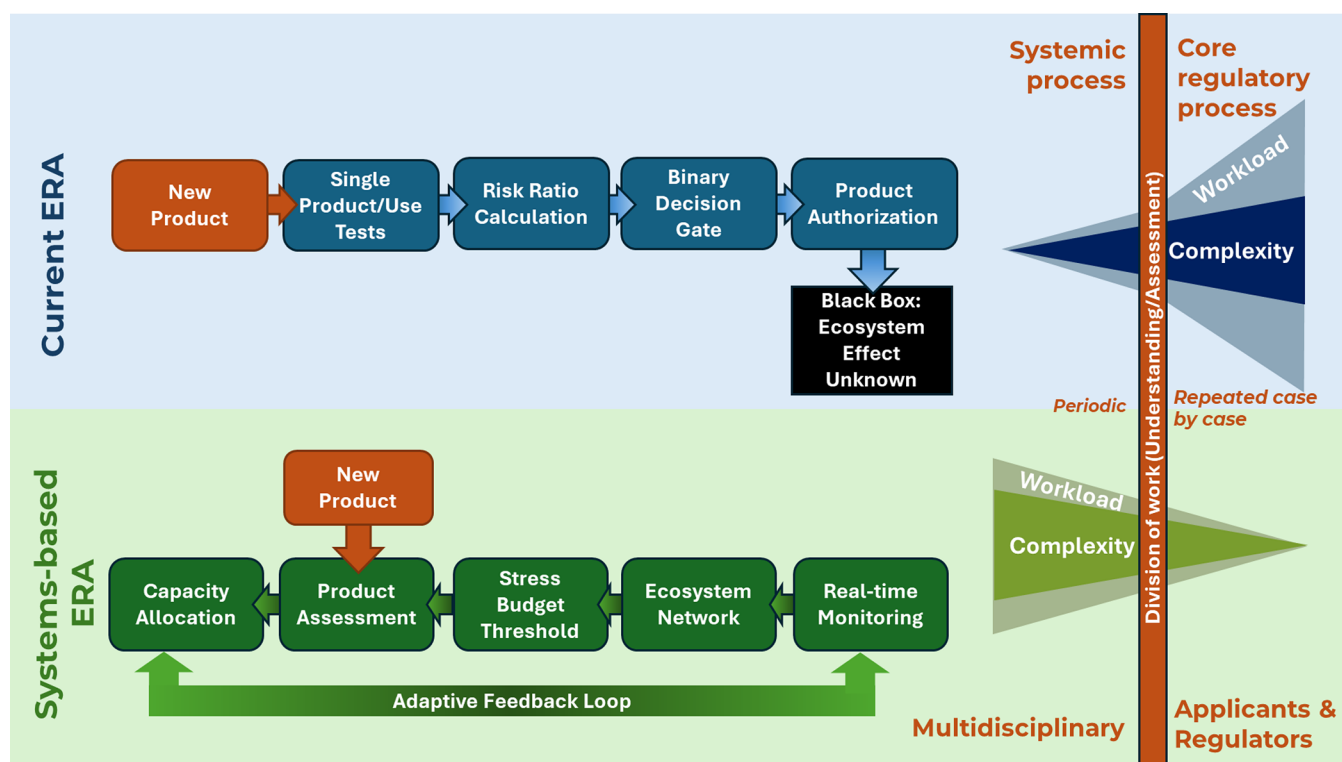 Systemic
process
Core
regulatory
process
Current ERA
New
Product
Single
Product/Use
Tests
Risk Ratio
Calculation
Binary
Decision
Gate
Product
Authorization
Black Box:
Ecosystem
Effect
Unknown
Workload
Complexity
Division of work (Understanding/Assessment)
Periodic
Repeated case
by case
Systems-based
ERA
New
Product
Capacity
Allocation
Product
Assessment
Stress
Budget
Threshold
Ecosystem
Network
Real-time
Monitoring
Adaptive Feedback Loop
Workload
Complexity
Multidisciplinary
Applicants &
Regulators